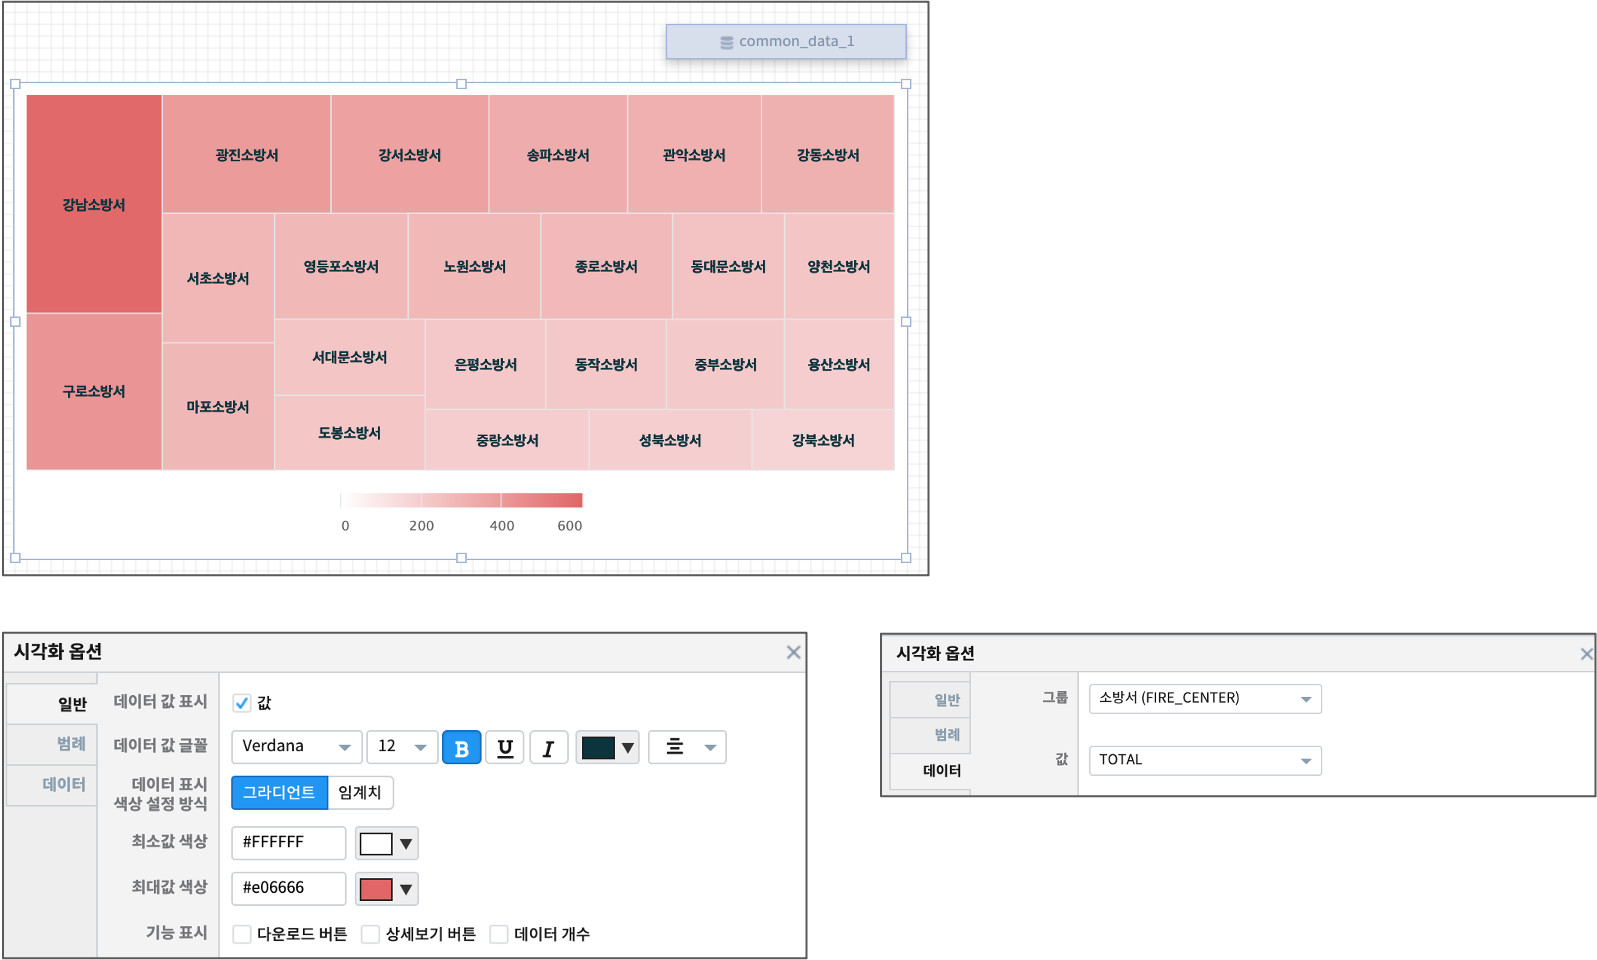 common_data_1
강남소방서
광진소방서
강서소방서
송파소방서
관악소방서
강동소방서
서초소방서
영등포소방서
노원소방서
종로소방서
동대문소방서
양천소방서
구로소방서
마포소방서
서대문소방서
은평소방서
동작소방서
중부소방서
용산소방서
도봉소방서
중랑소방서
성북소방서
강북소방서
0 200 400 600
시각화 옵션
일반
범례
데이터
데이터 값 표시
값
데이터 값 글꼴
Verdana
12
B
U
I
데이터 표시
색상 설정 방식
그라디언트
임계치
최소값 색상
#FFFFFF
최대값 색상
#e06666
기능 표시
다운로드 버튼
상세보기 버튼
데이터 개수
시각화 옵션
일반
범례
데이터
그룹
소방서 (FIRE_CENTER)
값
TOTAL